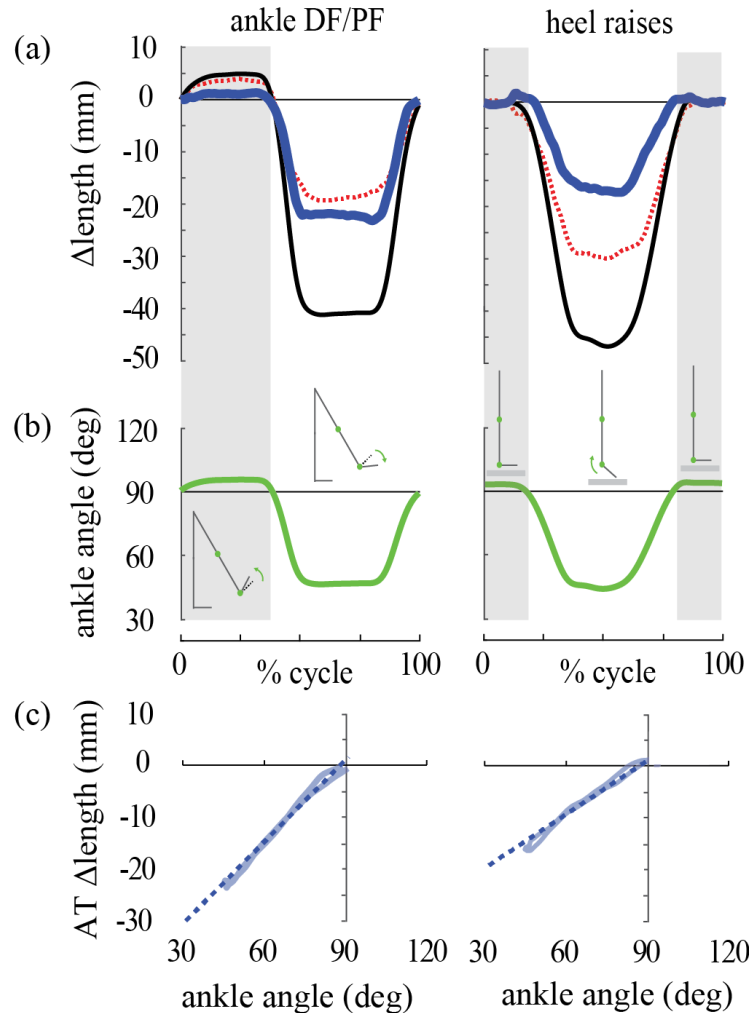 ankle DF/PF
heel raises
(a)
Δlength (mm)
10
0
-10
-20
-30
-40
-50
(b)
ankle angle (deg)
120
90
60
30
0
% cycle
100
0
% cycle
100
(c)
AT Δlength (mm)
10
0
-10
-20
-30
30
60
90
120
30
60
90
120
ankle angle (deg)
ankle angle (deg)